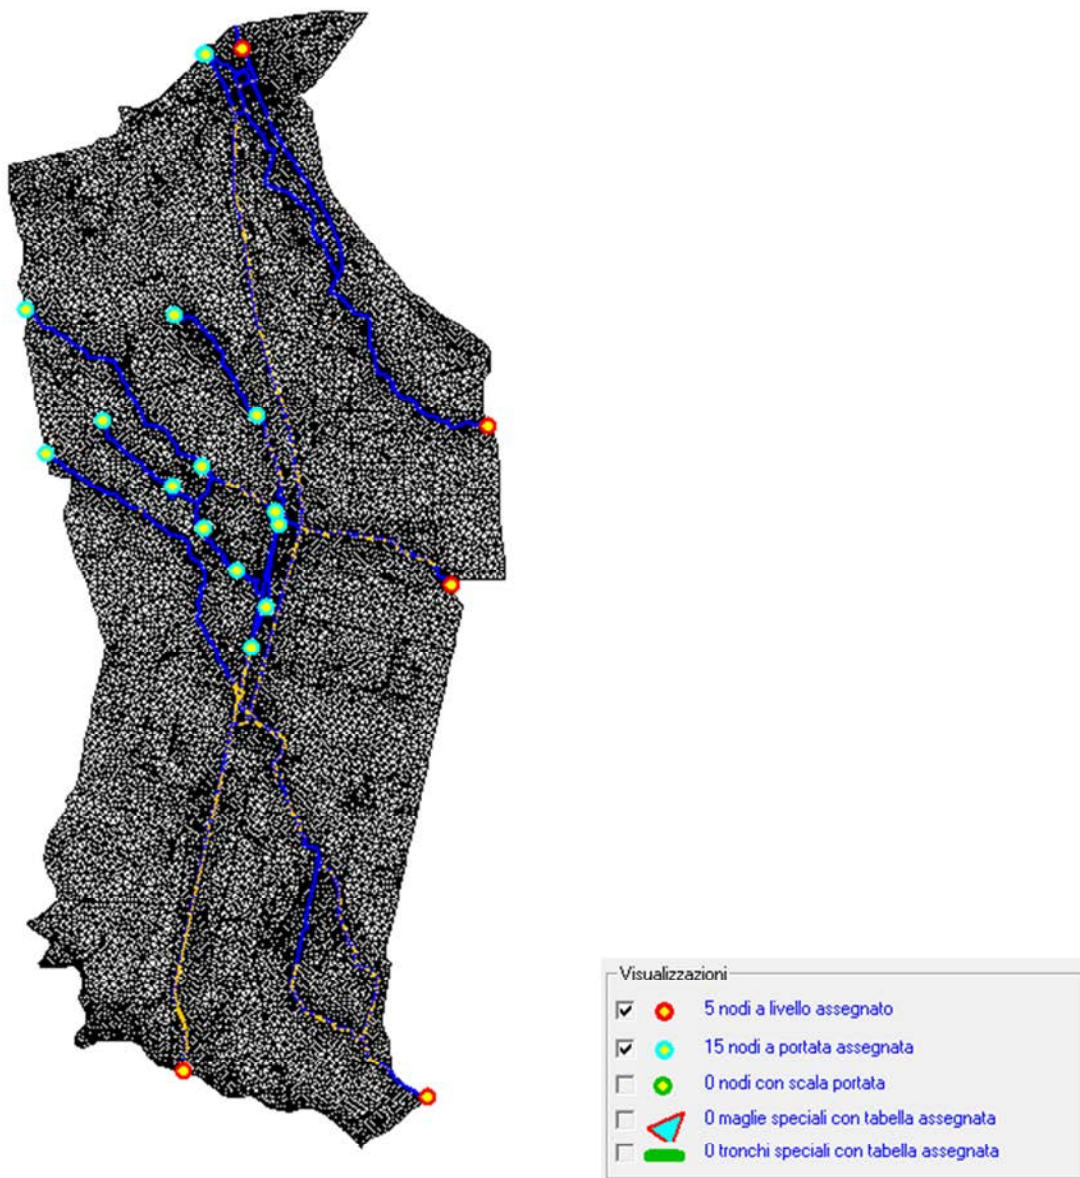 Visualizzazioni
5 nodi a livello assegnato
15 nodi a portata assegnata
0 nodi con scala portata
0 maglie speciali con tabella assegnata
0 tronchi speciali con tabella assegnata